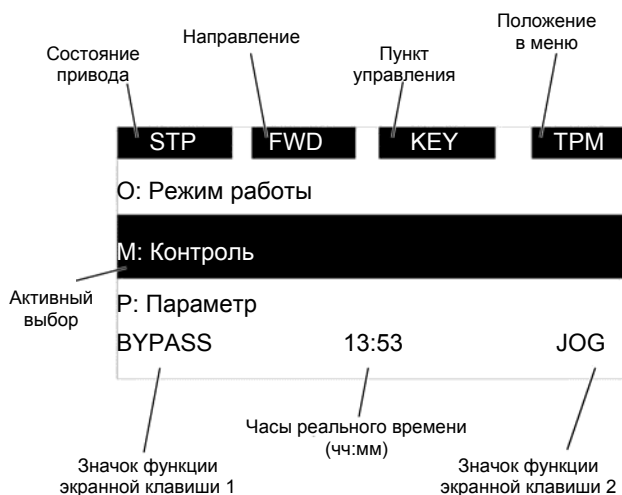 Состояние
привода
Направление
Пункт
управления
Положение
в меню
STP FWD KEY TPM
O: Режим работы
M: Контроль
Активный
выбор
P: Параметр
BYPASS 13:53 JOG
Часы реального времени
(чч:мм)
Значок функции
экранной клавиши 1
Значок функции
экранной клавиши 2